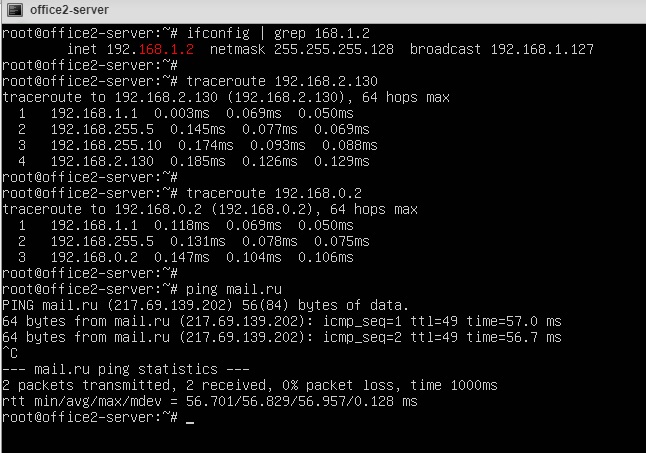 office2-server
root@office2-server:~# ifconfig | grep 168.1.2
inet 192.168.1.2 netmask 255.255.255.128 broadcast 192.168.1.127
root@office2-server:~#
root@office2-server:~# traceroute 192.168.2.130
traceroute to 192.168.2.130 (192.168.2.130), 64 hops max
1 192.168.1.1 0.003ms 0.069ms 0.050ms
2 192.168.255.5 0.145ms 0.077ms 0.069ms
3 192.168.255.10 0.174ms 0.093ms 0.088ms
4 192.168.2.130 0.185ms 0.126ms 0.129ms
root@office2-server:~#
root@office2-server:~# traceroute 192.168.0.2
traceroute to 192.168.0.2 (192.168.0.2), 64 hops max
1 192.168.1.1 0.118ms 0.069ms 0.050ms
2 192.168.255.5 0.131ms 0.078ms 0.075ms
3 192.168.0.2 0.147ms 0.104ms 0.106ms
root@office2-server:~#
root@office2-server:~# ping mail.ru
PING mail.ru (217.69.139.202) 56(84) bytes of data.
64 bytes from mail.ru (217.69.139.202): icmp_seq=1 ttl=49 time=57.0 ms
64 bytes from mail.ru (217.69.139.202): icmp_seq=2 ttl=49 time=56.7 ms
^C
--- mail.ru ping statistics ---
2 packets transmitted, 2 received, 0% packet loss, time 1000ms
rtt min/avg/max/mdev = 56.701/56.829/56.957/0.128 ms
root@office2-server:~# _